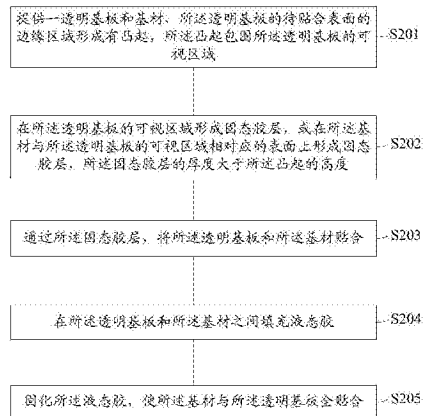 提供一透明基板和基材，所述透明基板的待贴合表面的
边缘区域形成有凸起，所述凸起包围所述透明基板的可
视区域
S201
在所述透明基板的可视区域形成固态胶层，或在所述基
材与所述透明基板的可视区域相对应的表面上形成固态
胶层，所述固态胶层的厚度大于所述凸起的高度
S202
通过所述固态胶层，将所述透明基板和所述基材贴合
S203
在所述透明基板和所述基材之间填充液态胶
S204
固化所述液态胶，使所述基材与所述透明基板全贴合
S205